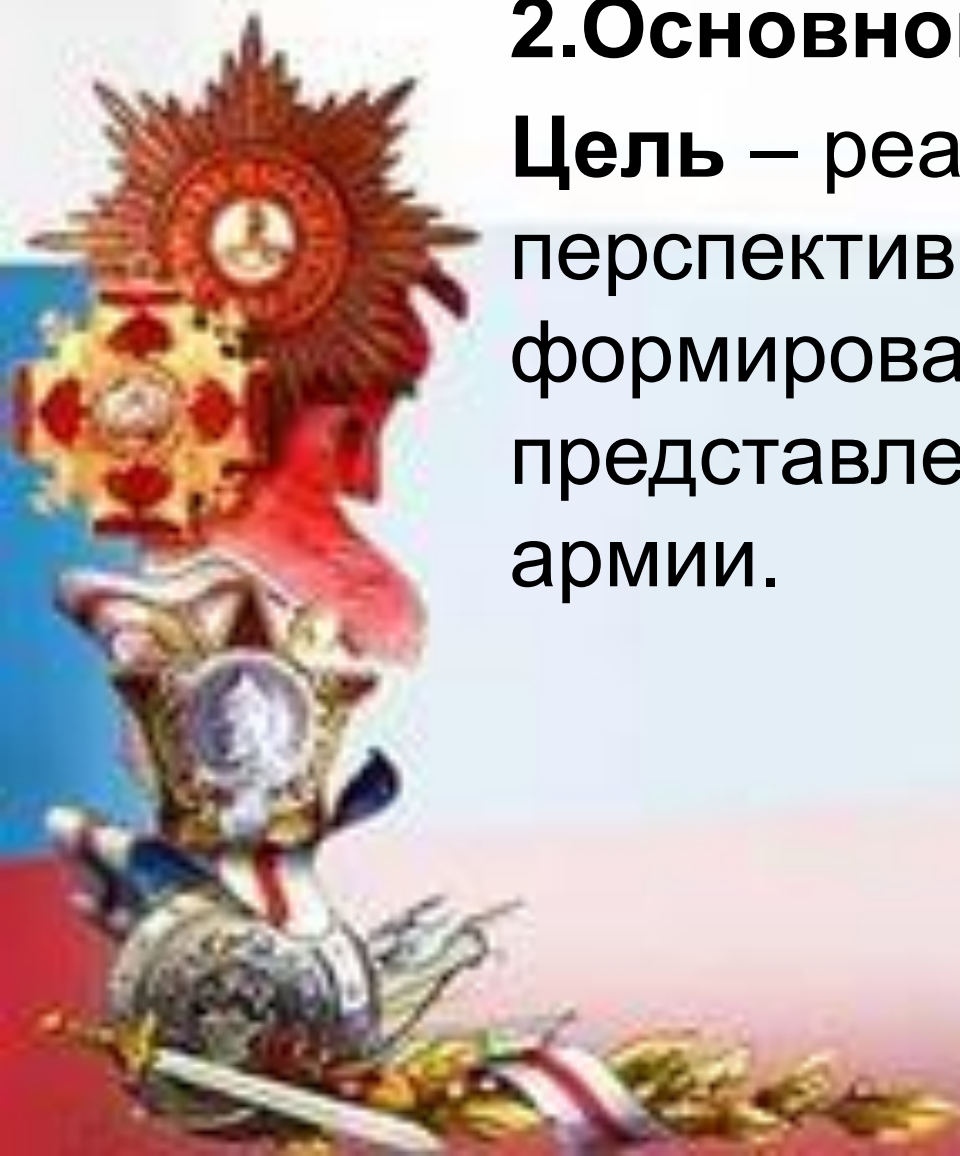 2.Основно
Цель – реа
перспектив
формирова
представле
армии.